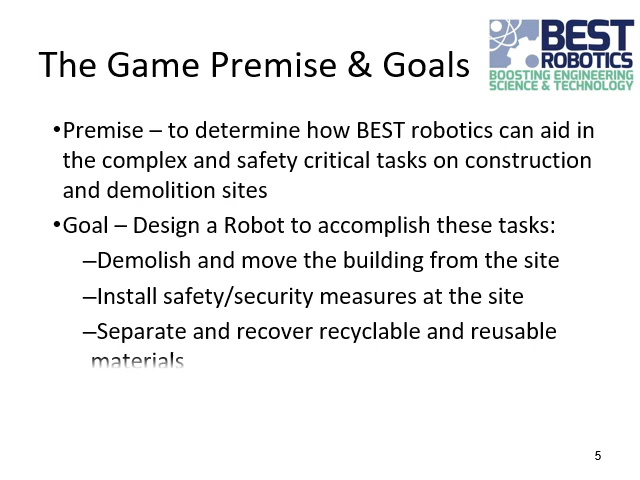 The Game Premise & Goals
BEST
ROBOTICS
BOOSTING ENGINEERING
SCIENCE & TECHNOLOGY
•Premise – to determine how BEST robotics can aid in
the complex and safety critical tasks on construction
and demolition sites
•Goal – Design a Robot to accomplish these tasks:
–Demolish and move the building from the site
–Install safety/security measures at the site
–Separate and recover recyclable and reusable
materials
5